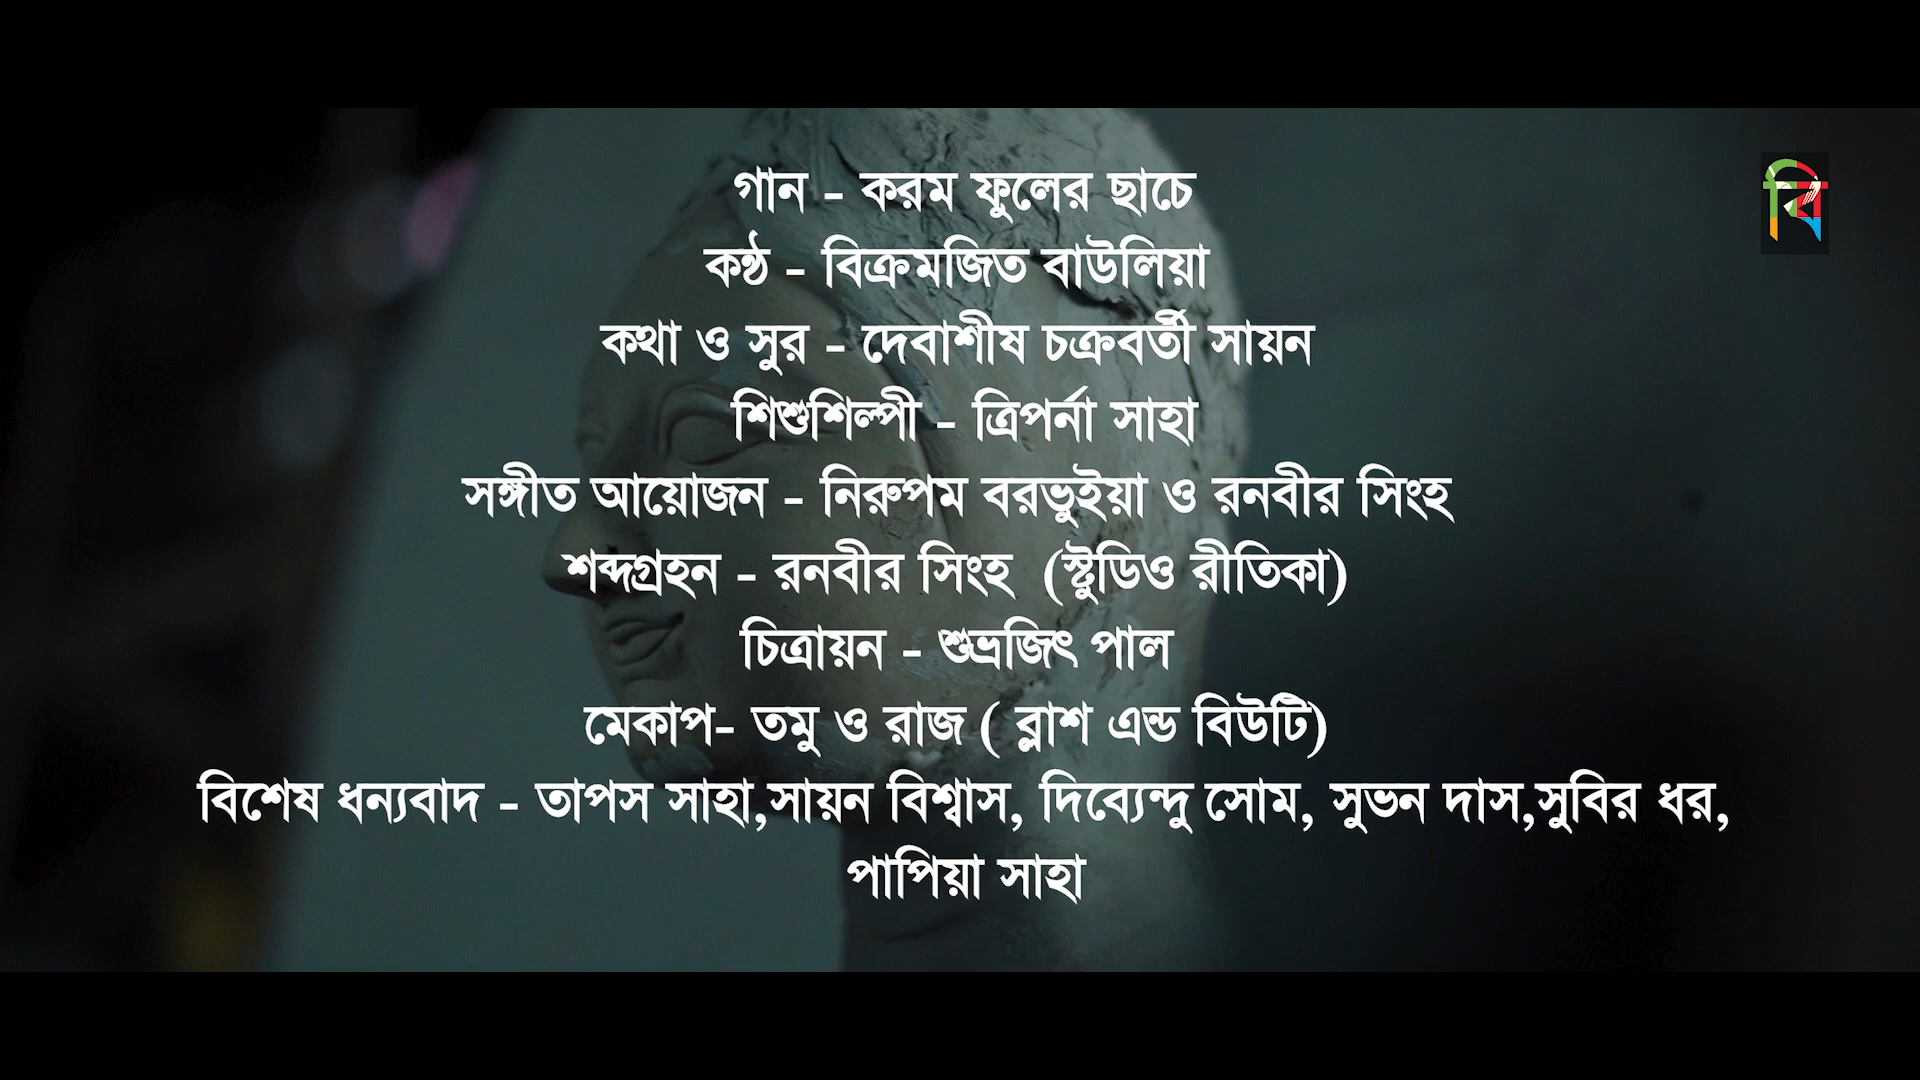 গান - করম ফুলের ছাচে
কন্ঠ - বিক্রমজিত বাউলিয়া
কথা ও সুর - দেবাশীষ চক্রবর্তী সায়ন
শিশুশিল্পী - ত্রিপর্না সাহা
সঙ্গীত আয়োজন - নিরুপম বরভুইয়া ও রনবীর সিংহ
শব্দগ্রহন - রনবীর সিংহ (স্টুডিও রীতিকা)
চিত্রায়ন - শুভ্রজিৎ পাল
মেকাপ- তমু ও রাজ ( ব্লাশ এন্ড বিউটি)
বিশেষ ধন্যবাদ - তাপস সাহা,সায়ন বিশ্বাস, দিব্যেন্দু সোম, সুভন দাস,সুবির ধর,
পাপিয়া সাহা
বি